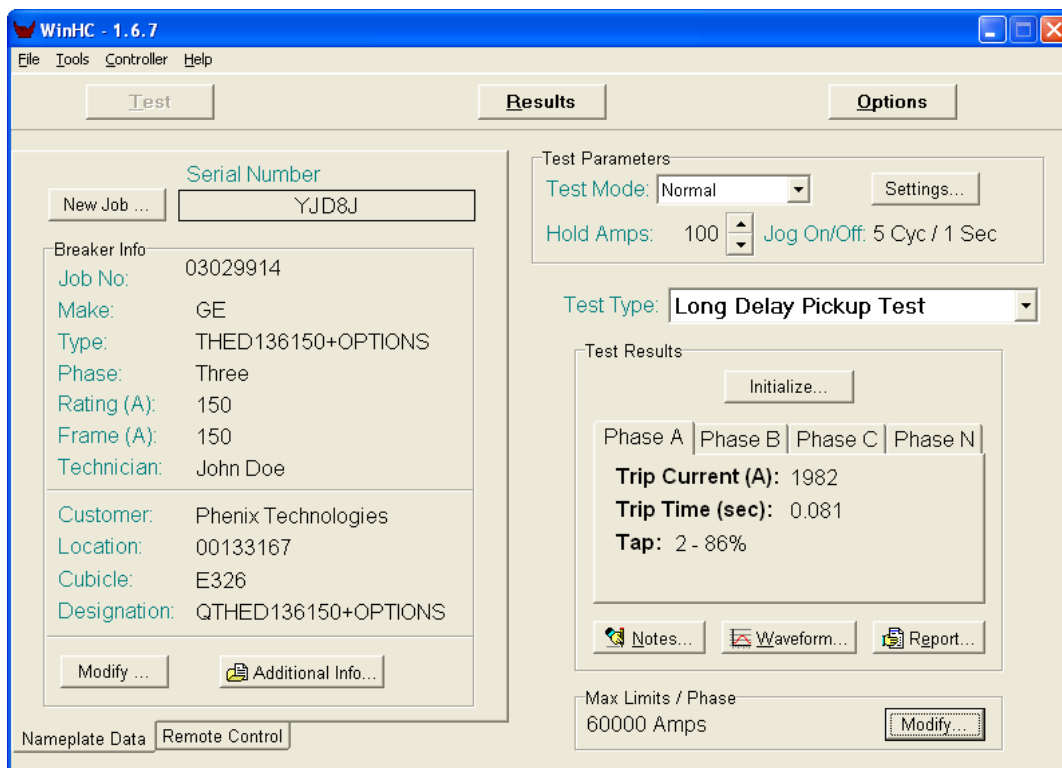 WinHC - 1.6.7
File Tools Controller Help
Test Results Options
Serial Number
New Job ... YJD8J
Breaker Info
Job No: 03029914
Make: GE
Type: THED136150+OPTIONS
Phase: Three
Rating (A): 150
Frame (A): 150
Technician: John Doe
Customer: Phenix Technologies
Location: 00133167
Cubicle: E326
Designation: QTHED136150+OPTIONS
Modify ... Additional Info...
Nameplate Data Remote Control
Test Parameters
Test Mode: Normal Settings...
Hold Amps: 100 Jog On/Off: 5 Cyc / 1 Sec
Test Type: Long Delay Pickup Test
Test Results
Initialize...
Phase A Phase B Phase C Phase N
Trip Current (A): 1982
Trip Time (sec): 0.081
Tap: 2 - 86%
Notes... Waveform... Report...
Max Limits / Phase
60000 Amps Modify...